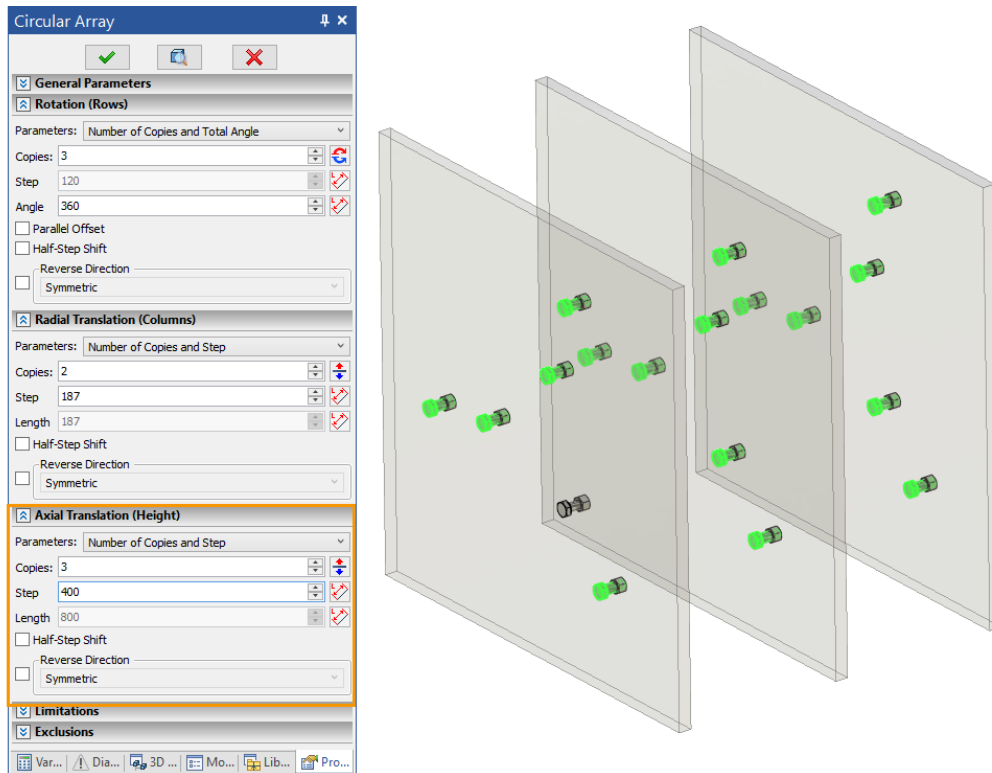 Circular Array
General Parameters
Rotation (Rows)
Parameters: Number of Copies and Total Angle
Copies: 3
Step 120
Angle 360
Parallel Offset
Half-Step Shift
Reverse Direction
Symmetric
Radial Translation (Columns)
Parameters: Number of Copies and Step
Copies: 2
Step 187
Length 187
Half-Step Shift
Reverse Direction
Symmetric
Axial Translation (Height)
Parameters: Number of Copies and Step
Copies: 3
Step 400
Length 800
Half-Step Shift
Reverse Direction
Symmetric
Limitations
Exclusions
Var... Dia... 3D ... Mo... Lib... Pro...